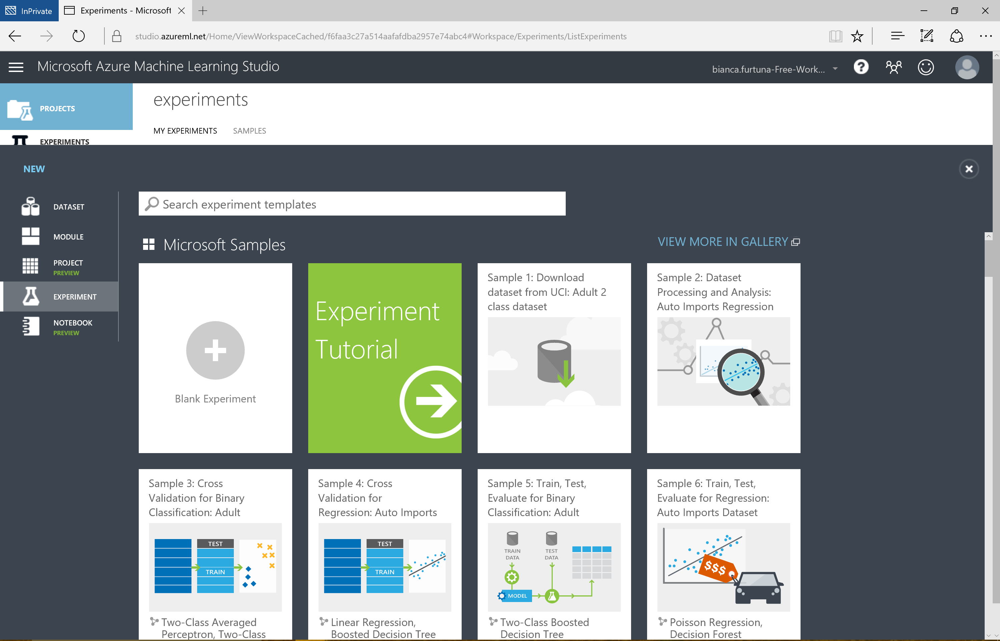 InPrivate
Experiments - Microsoft
studio.azureml.net/Home/ViewWorkspaceCached/f6faa3c27a514aafafdba2957e74abc4#Workspace/Experiments/ListExperiments
Microsoft Azure Machine Learning Studio
bianca.furtuna-Free-Work...
PROJECTS
EXPERIMENTS
experiments
MY EXPERIMENTS
SAMPLES
NEW
DATASET
MODULE
PROJECT
PREVIEW
EXPERIMENT
NOTEBOOK
PREVIEW
Search experiment templates
Microsoft Samples
VIEW MORE IN GALLERY
Blank Experiment
Experiment
Tutorial
Sample 1: Download
dataset from UCI: Adult 2
class dataset
Sample 2: Dataset
Processing and Analysis:
Auto Imports Regression
Sample 3: Cross
Validation for Binary
Classification: Adult
TEST
TRAIN
Two-Class Averaged
Perceptron, Two-Class
Sample 4: Cross
Validation for
Regression: Auto Imports
TEST
TRAIN
Linear Regression,
Boosted Decision Tree
Sample 5: Train, Test,
Evaluate for Binary
Classification: Adult
TRAIN
DATA
TEST
DATA
MODEL
Two-Class Boosted
Decision Tree
Sample 6: Train, Test,
Evaluate for Regression:
Auto Imports Dataset
$$$
Poisson Regression,
Decision Forest